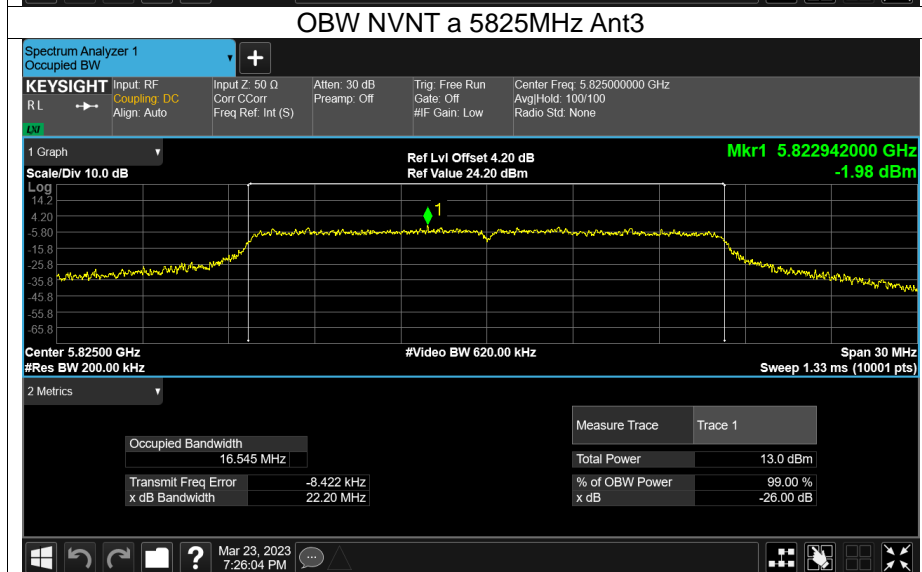 OBW NVNT a 5825MHz Ant3
Spectrum Analyzer 1
Occupied BW
+
KEYSIGHT Input: RF Input Z: 50 Ω Atten: 30 dB Trig: Free Run Center Freq: 5.825000000 GHz
RL Coupling: DC Corr CCorr Preamp: Off Gate: Off Avg|Hold: 100/100
Align: Auto Freq Ref: Int (S) #IF Gain: Low Radio Std: None
LXI
1 Graph Ref Lvl Offset 4.20 dB Mkr1 5.822942000 GHz
Scale/Div 10.0 dB Ref Value 24.20 dBm -1.98 dBm
Log
14.2
4.20
1
-5.80
-15.8
-25.8
-35.8
-45.8
-55.8
-65.8
Center 5.82500 GHz #Video BW 620.00 kHz Span 30 MHz
#Res BW 200.00 kHz Sweep 1.33 ms (10001 pts)
2 Metrics
Measure Trace Trace 1
Occupied Bandwidth
16.545 MHz Total Power 13.0 dBm
Transmit Freq Error -8.422 kHz % of OBW Power 99.00 %
x dB Bandwidth 22.20 MHz x dB -26.00 dB
? Mar 23, 2023
7:26:04 PM